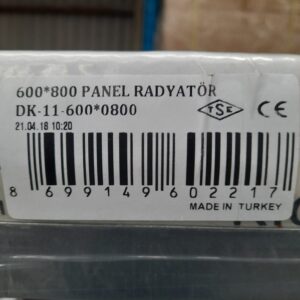 600*800 PANEL RADYATÖR
DK-11-600*0800
21.04.18 10:20
TSE CE
8 699149 602217
MADE IN TURKEY